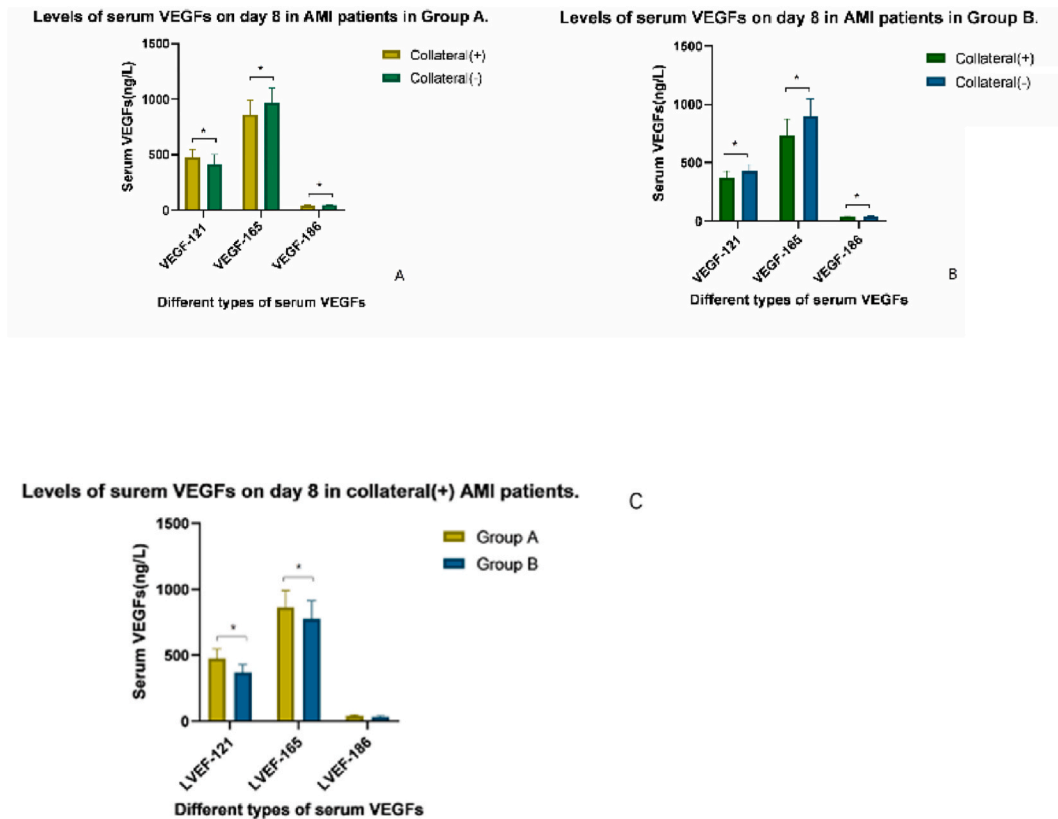 Levels of serum VEGFs on day 8 in AMI patients in Group A.
Serum VEGFs(ng/L)
1500
1000
500
0
Collateral(+)
Collateral(-)
*
*
*
VEGF-121
VEGF-165
VEGF-186
A
Different types of serum VEGFs
Levels of serum VEGFs on day 8 in AMI patients in Group B.
Serum VEGFs(ng/L)
1500
1000
500
0
Collateral(+)
Collateral(-)
*
*
*
VEGF-121
VEGF-165
VEGF-186
B
Different types of serum VEGFs
Levels of surem VEGFs on day 8 in collateral(+) AMI patients.
C
Serum VEGFs(ng/L)
1500
1000
500
0
Group A
Group B
*
*
LVEF-121
LVEF-165
LVEF-186
Different types of serum VEGFs